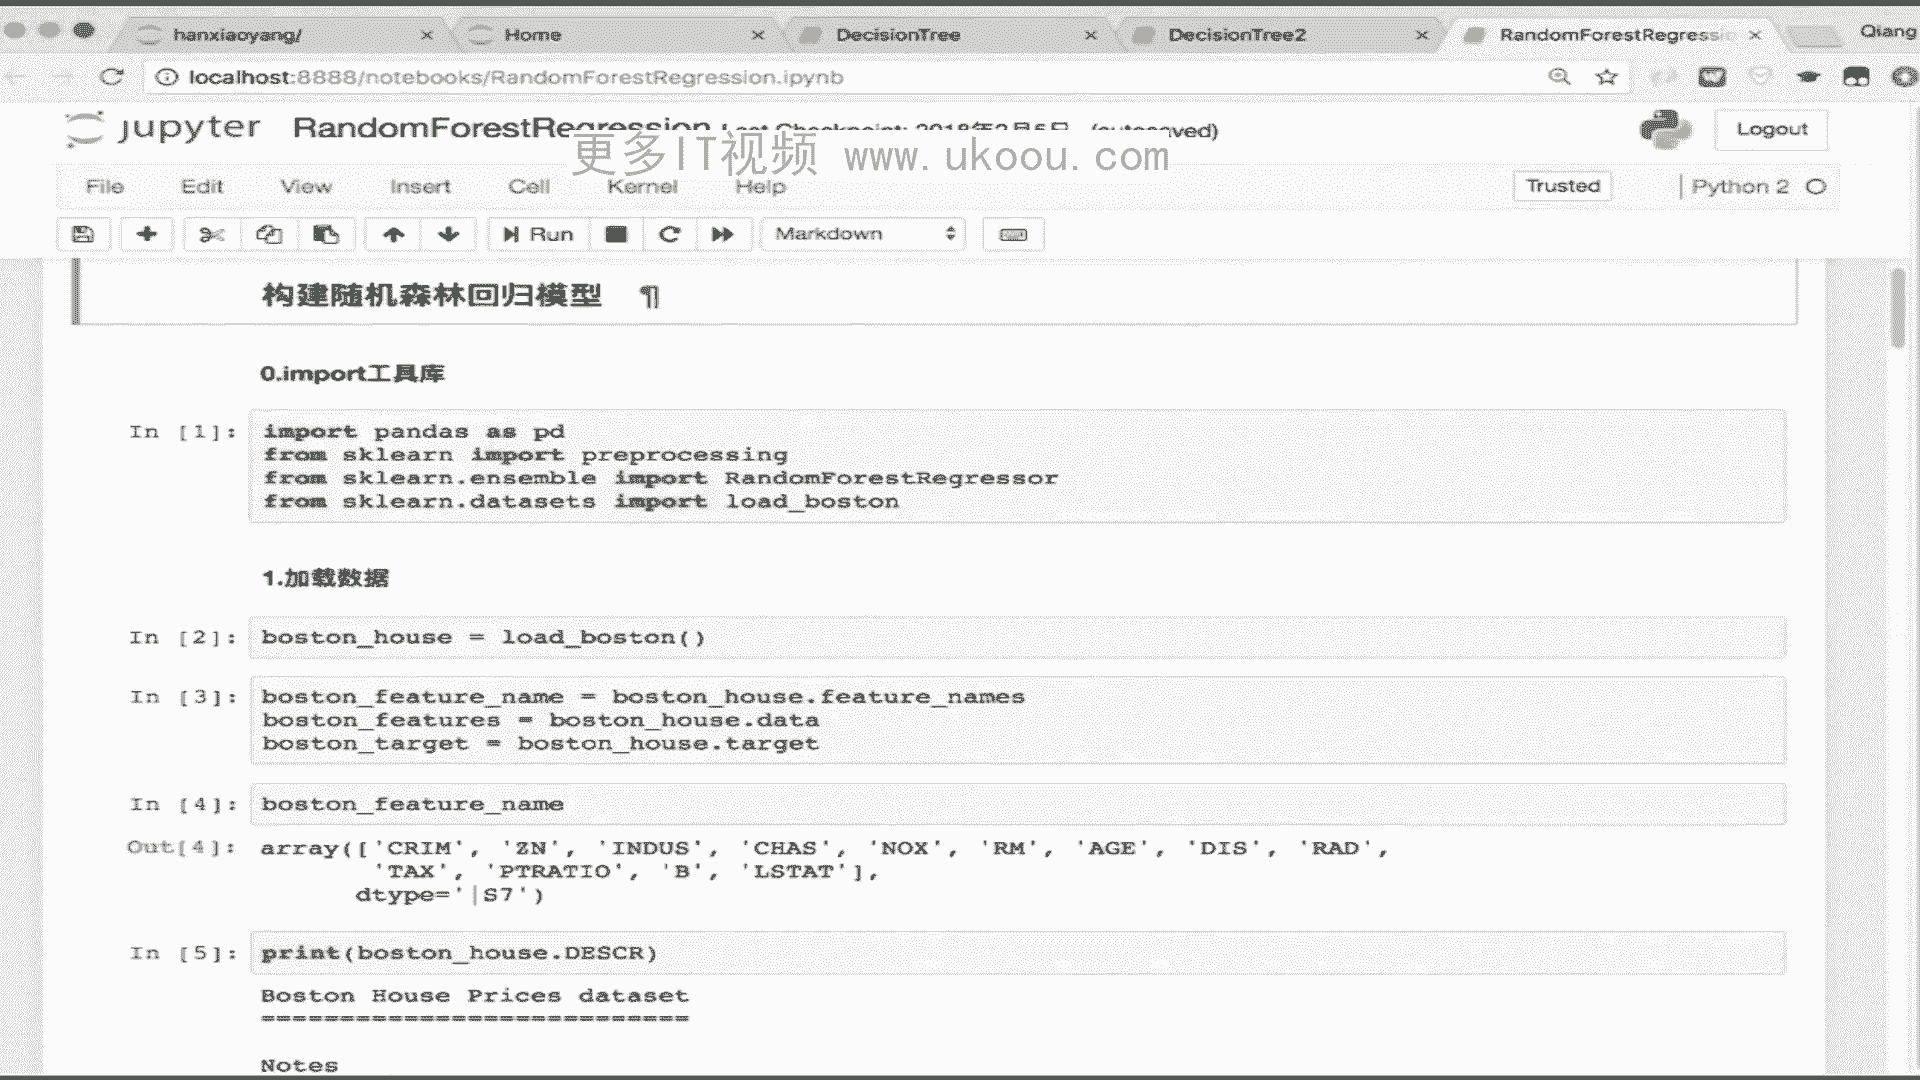 hanxiaoyang/
Home
DecisionTree
DecisionTree2
RandomForestRegressi
Qiang
localhost:8888/notebooks/RandomForestRegression.ipynb
jupyter RandomForestRegression Last Checkpoint: 2018年2月5日 (autosaved)
Logout
更多IT视频 www.ukoou.com
File Edit View Insert Cell Kernel Help
Trusted
Python 2
Run
Markdown
构建随机森林回归模型 ¶
0.import工具库
In [1]: import pandas as pd
from sklearn import preprocessing
from sklearn.ensemble import RandomForestRegressor
from sklearn.datasets import load_boston
1.加载数据
In [2]: boston_house = load_boston()
In [3]: boston_feature_name = boston_house.feature_names
boston_features = boston_house.data
boston_target = boston_house.target
In [4]: boston_feature_name
Out[4]: array(['CRIM', 'ZN', 'INDUS', 'CHAS', 'NOX', 'RM', 'AGE', 'DIS', 'RAD',
'TAX', 'PTRATIO', 'B', 'LSTAT'],
dtype='|S7')
In [5]: print(boston_house.DESCR)
Boston House Prices dataset
===========================
Notes